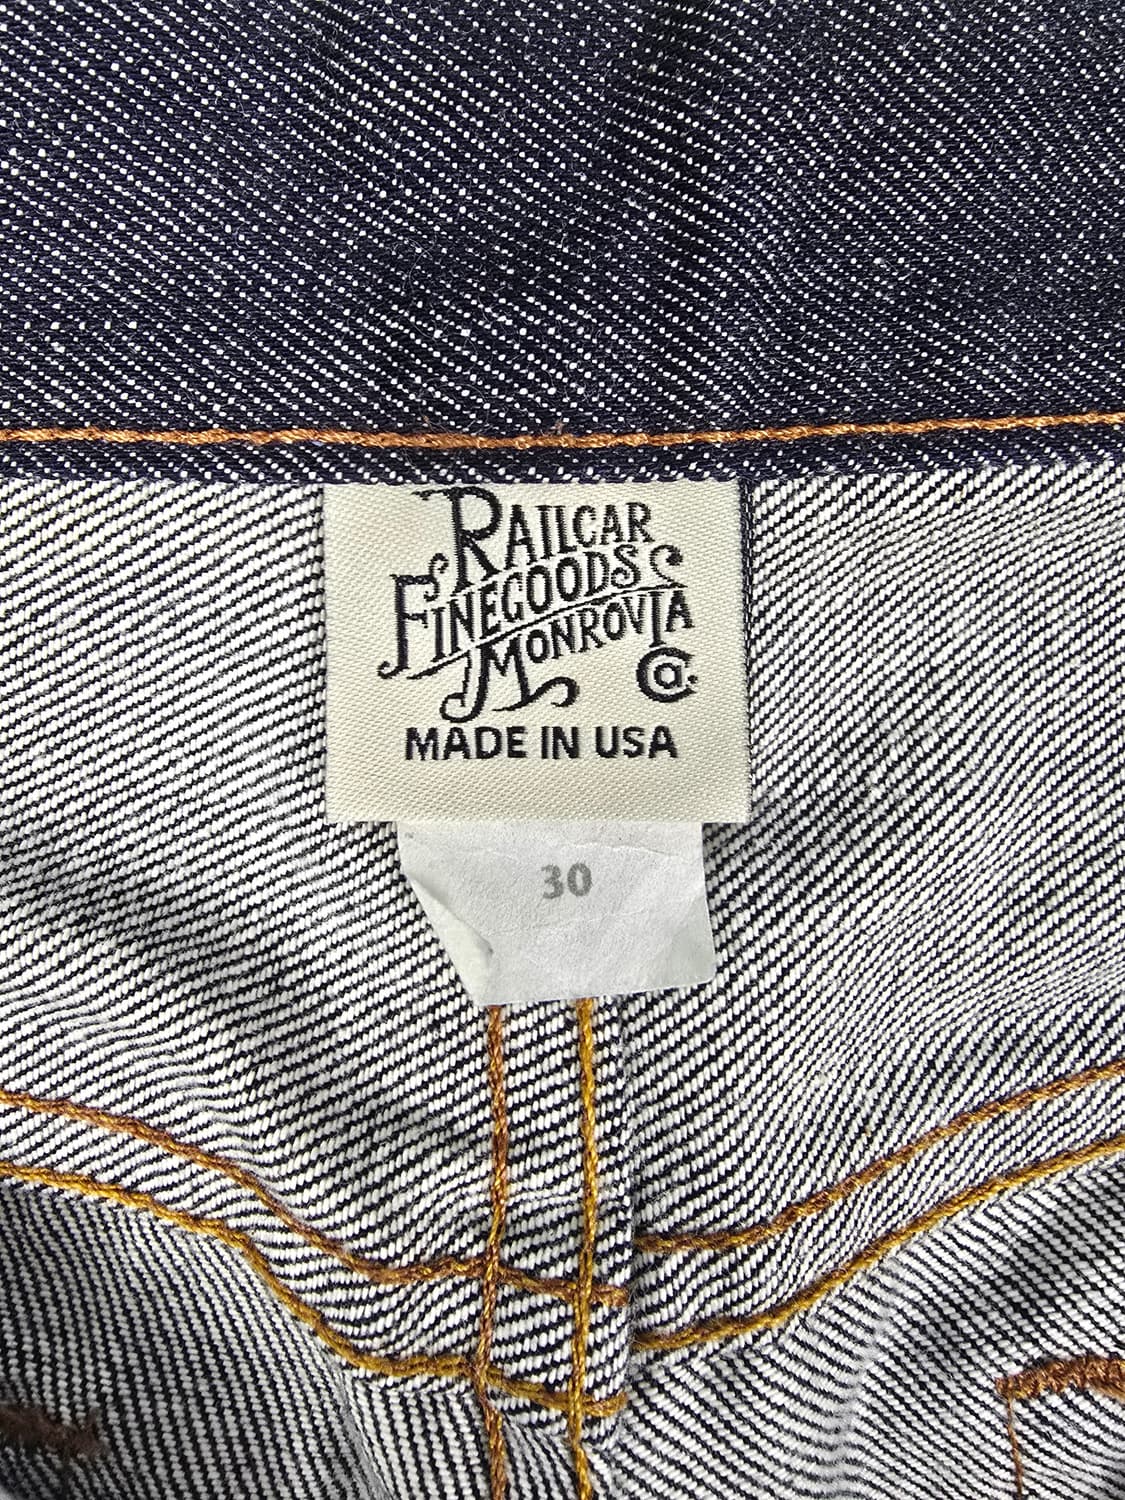 RAILCAR
FINEGOODS
MONROVIA
CA.
MADE IN USA
30